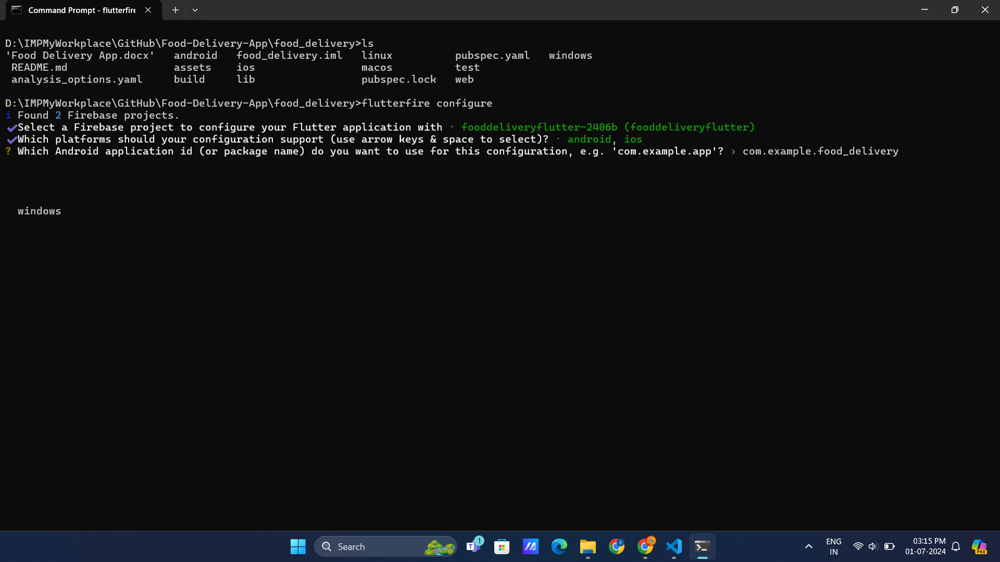 Command Prompt - flutterfire
D:\IMPMyWorkplace\GitHub\Food-Delivery-App\food_delivery>ls
'Food Delivery App.docx'   android   food_delivery.iml   linux          pubspec.yaml   windows
 README.md                 assets    ios                 macos          test
 analysis_options.yaml     build     lib                 pubspec.lock   web
D:\IMPMyWorkplace\GitHub\Food-Delivery-App\food_delivery>flutterfire configure
i Found 2 Firebase projects.
✔Select a Firebase project to configure your Flutter application with · fooddeliveryflutter-2406b (fooddeliveryflutter)
✔Which platforms should your configuration support (use arrow keys & space to select)? · android, ios
? Which Android application id (or package name) do you want to use for this configuration, e.g. 'com.example.app'? › com.example.food_delivery
windows
Search
1
T
S
PRE
ENG
IN
03:15 PM
01-07-2024